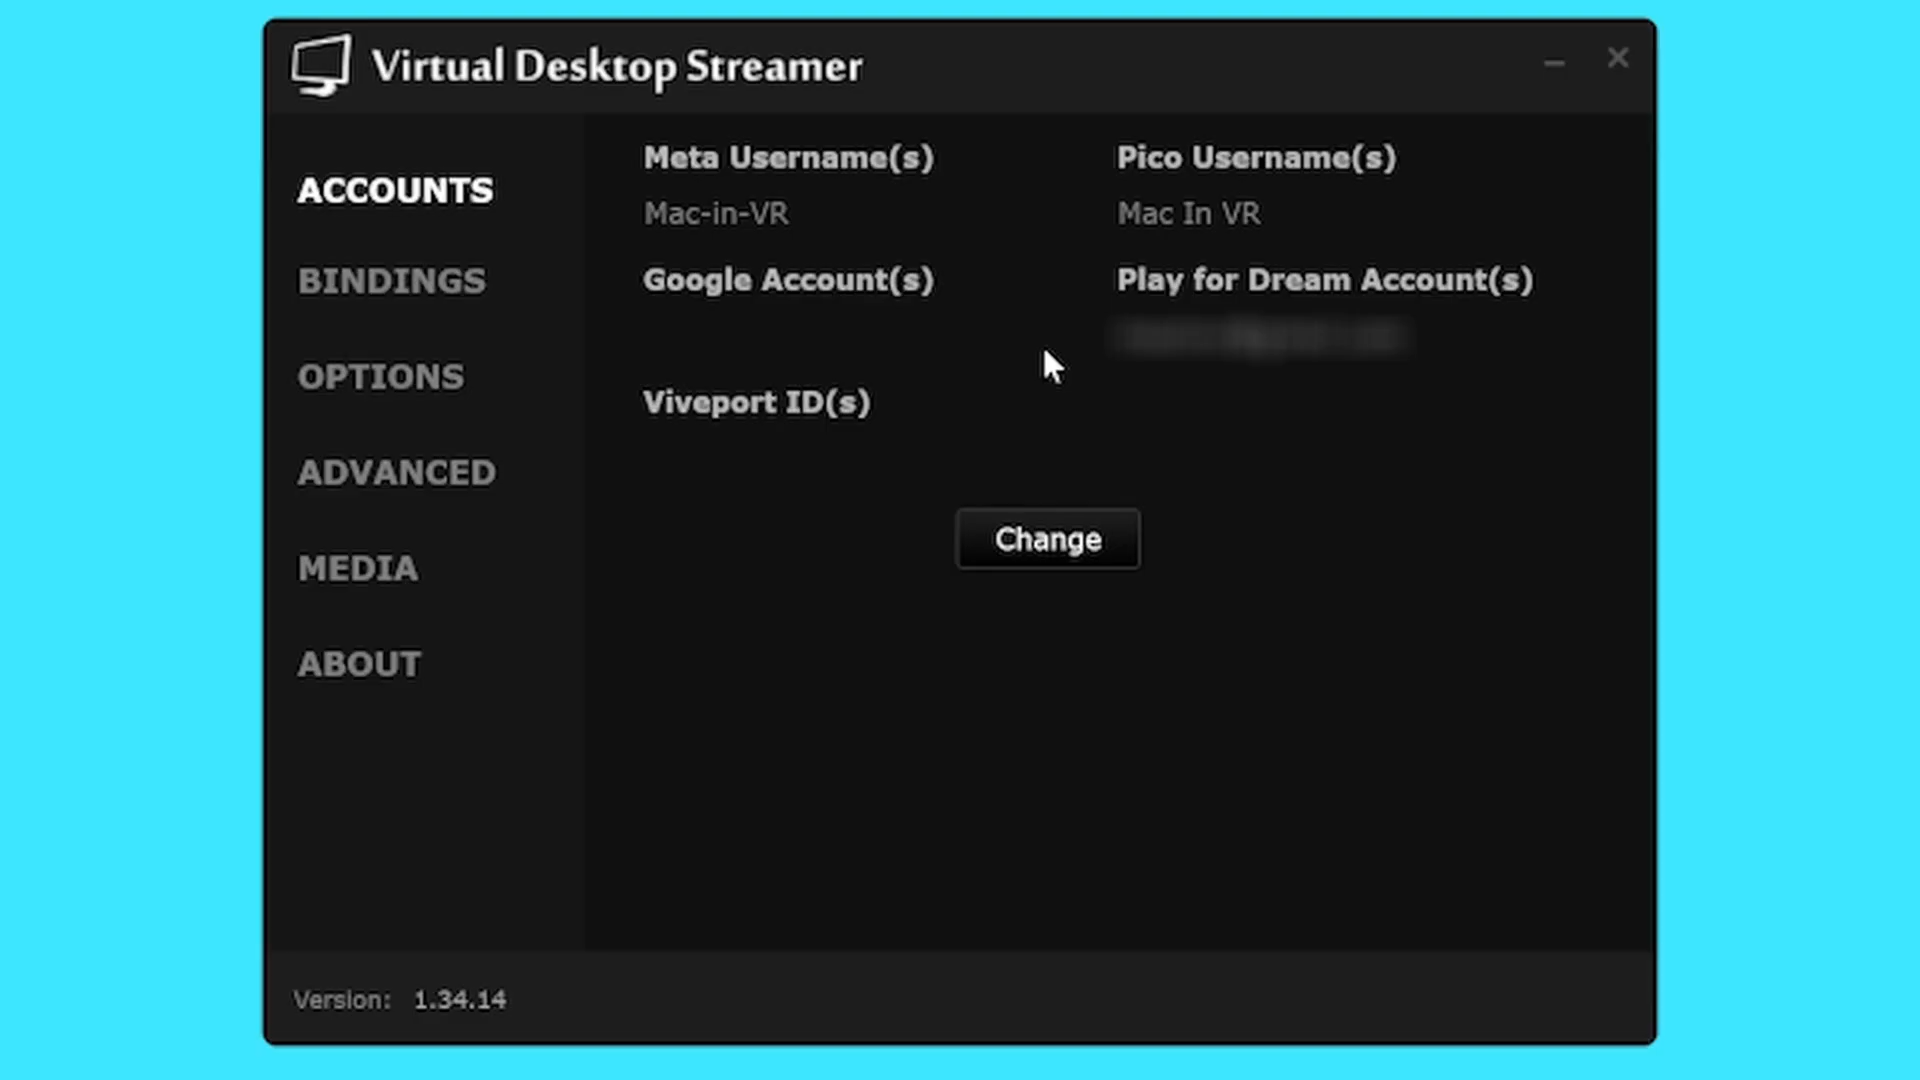 Virtual Desktop Streamer
ACCOUNTS
BINDINGS
OPTIONS
ADVANCED
MEDIA
ABOUT
Meta Username(s)
Mac-in-VR
Pico Username(s)
Mac In VR
Google Account(s)
Play for Dream Account(s)
Viveport ID(s)
Change
Version: 1.34.14